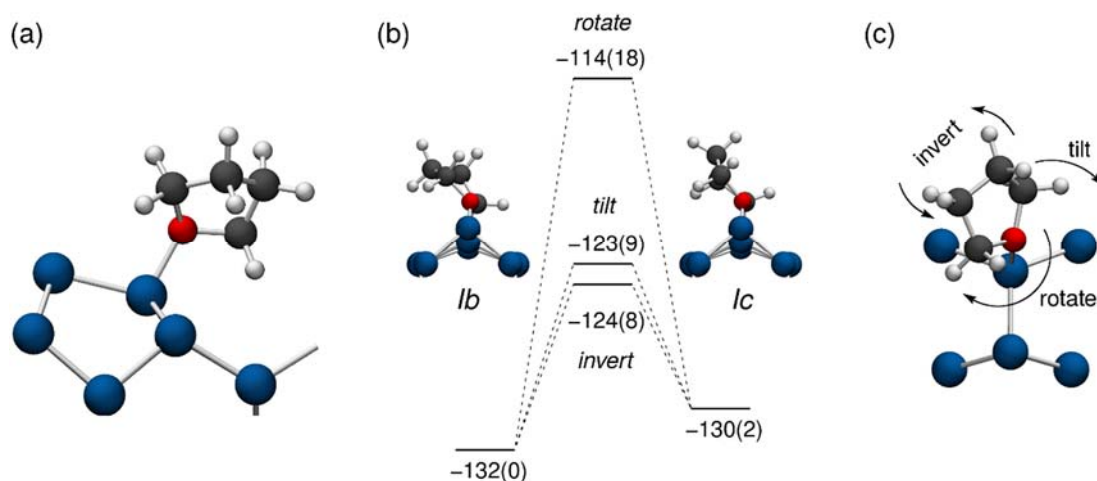 (a)
(b)
rotate
−114(18)
tilt
−123(9)
−124(8)
invert
Ib
Ic
−132(0)
−130(2)
(c)
invert
tilt
rotate